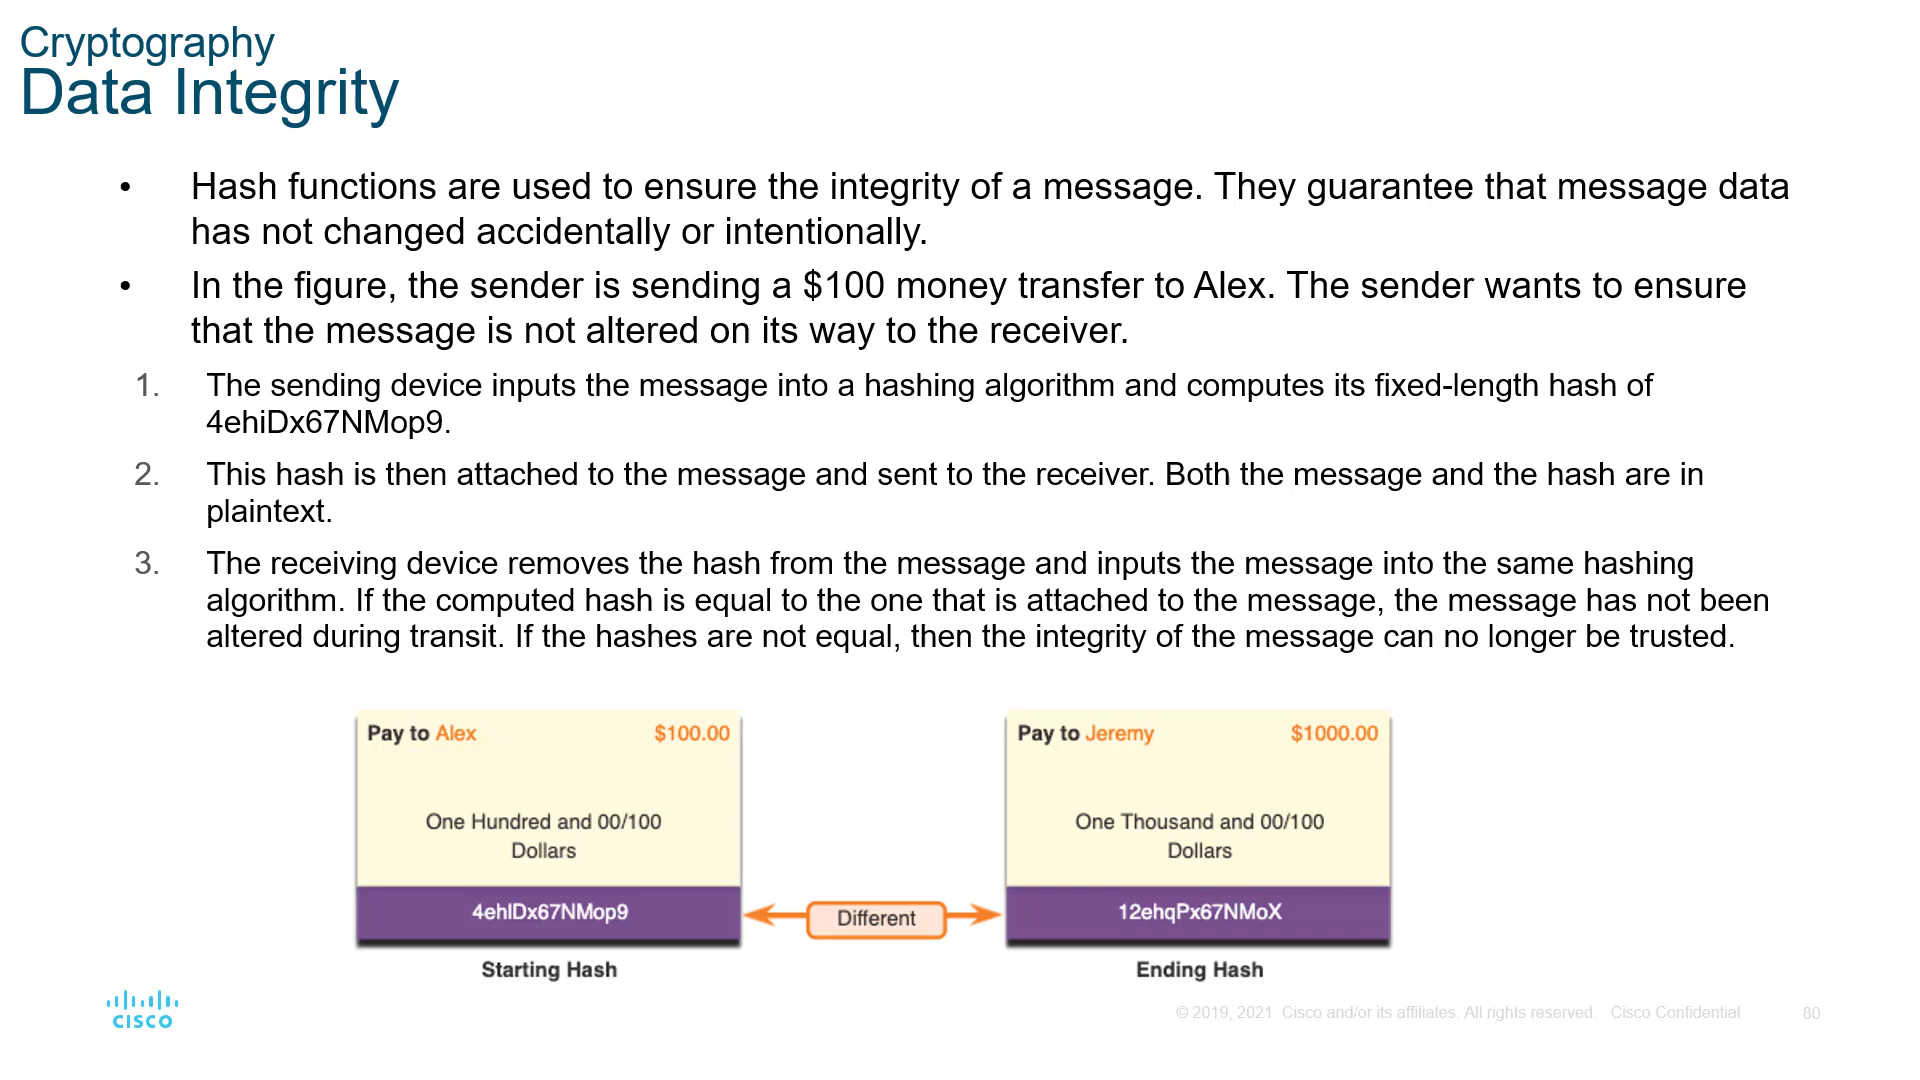 Cryptography
Data Integrity
• Hash functions are used to ensure the integrity of a message. They guarantee that message data
has not changed accidentally or intentionally.
• In the figure, the sender is sending a $100 money transfer to Alex. The sender wants to ensure
that the message is not altered on its way to the receiver.
1. The sending device inputs the message into a hashing algorithm and computes its fixed-length hash of
4ehiDx67NMop9.
2. This hash is then attached to the message and sent to the receiver. Both the message and the hash are in
plaintext.
3. The receiving device removes the hash from the message and inputs the message into the same hashing
algorithm. If the computed hash is equal to the one that is attached to the message, the message has not been
altered during transit. If the hashes are not equal, then the integrity of the message can no longer be trusted.
Pay to Alex $100.00
One Hundred and 00/100
Dollars
4ehIDx67NMop9
Starting Hash
Different
Pay to Jeremy $1000.00
One Thousand and 00/100
Dollars
12ehqPx67NMoX
Ending Hash
CISCO
© 2019, 2021 Cisco and/or its affiliates. All rights reserved. Cisco Confidential 80